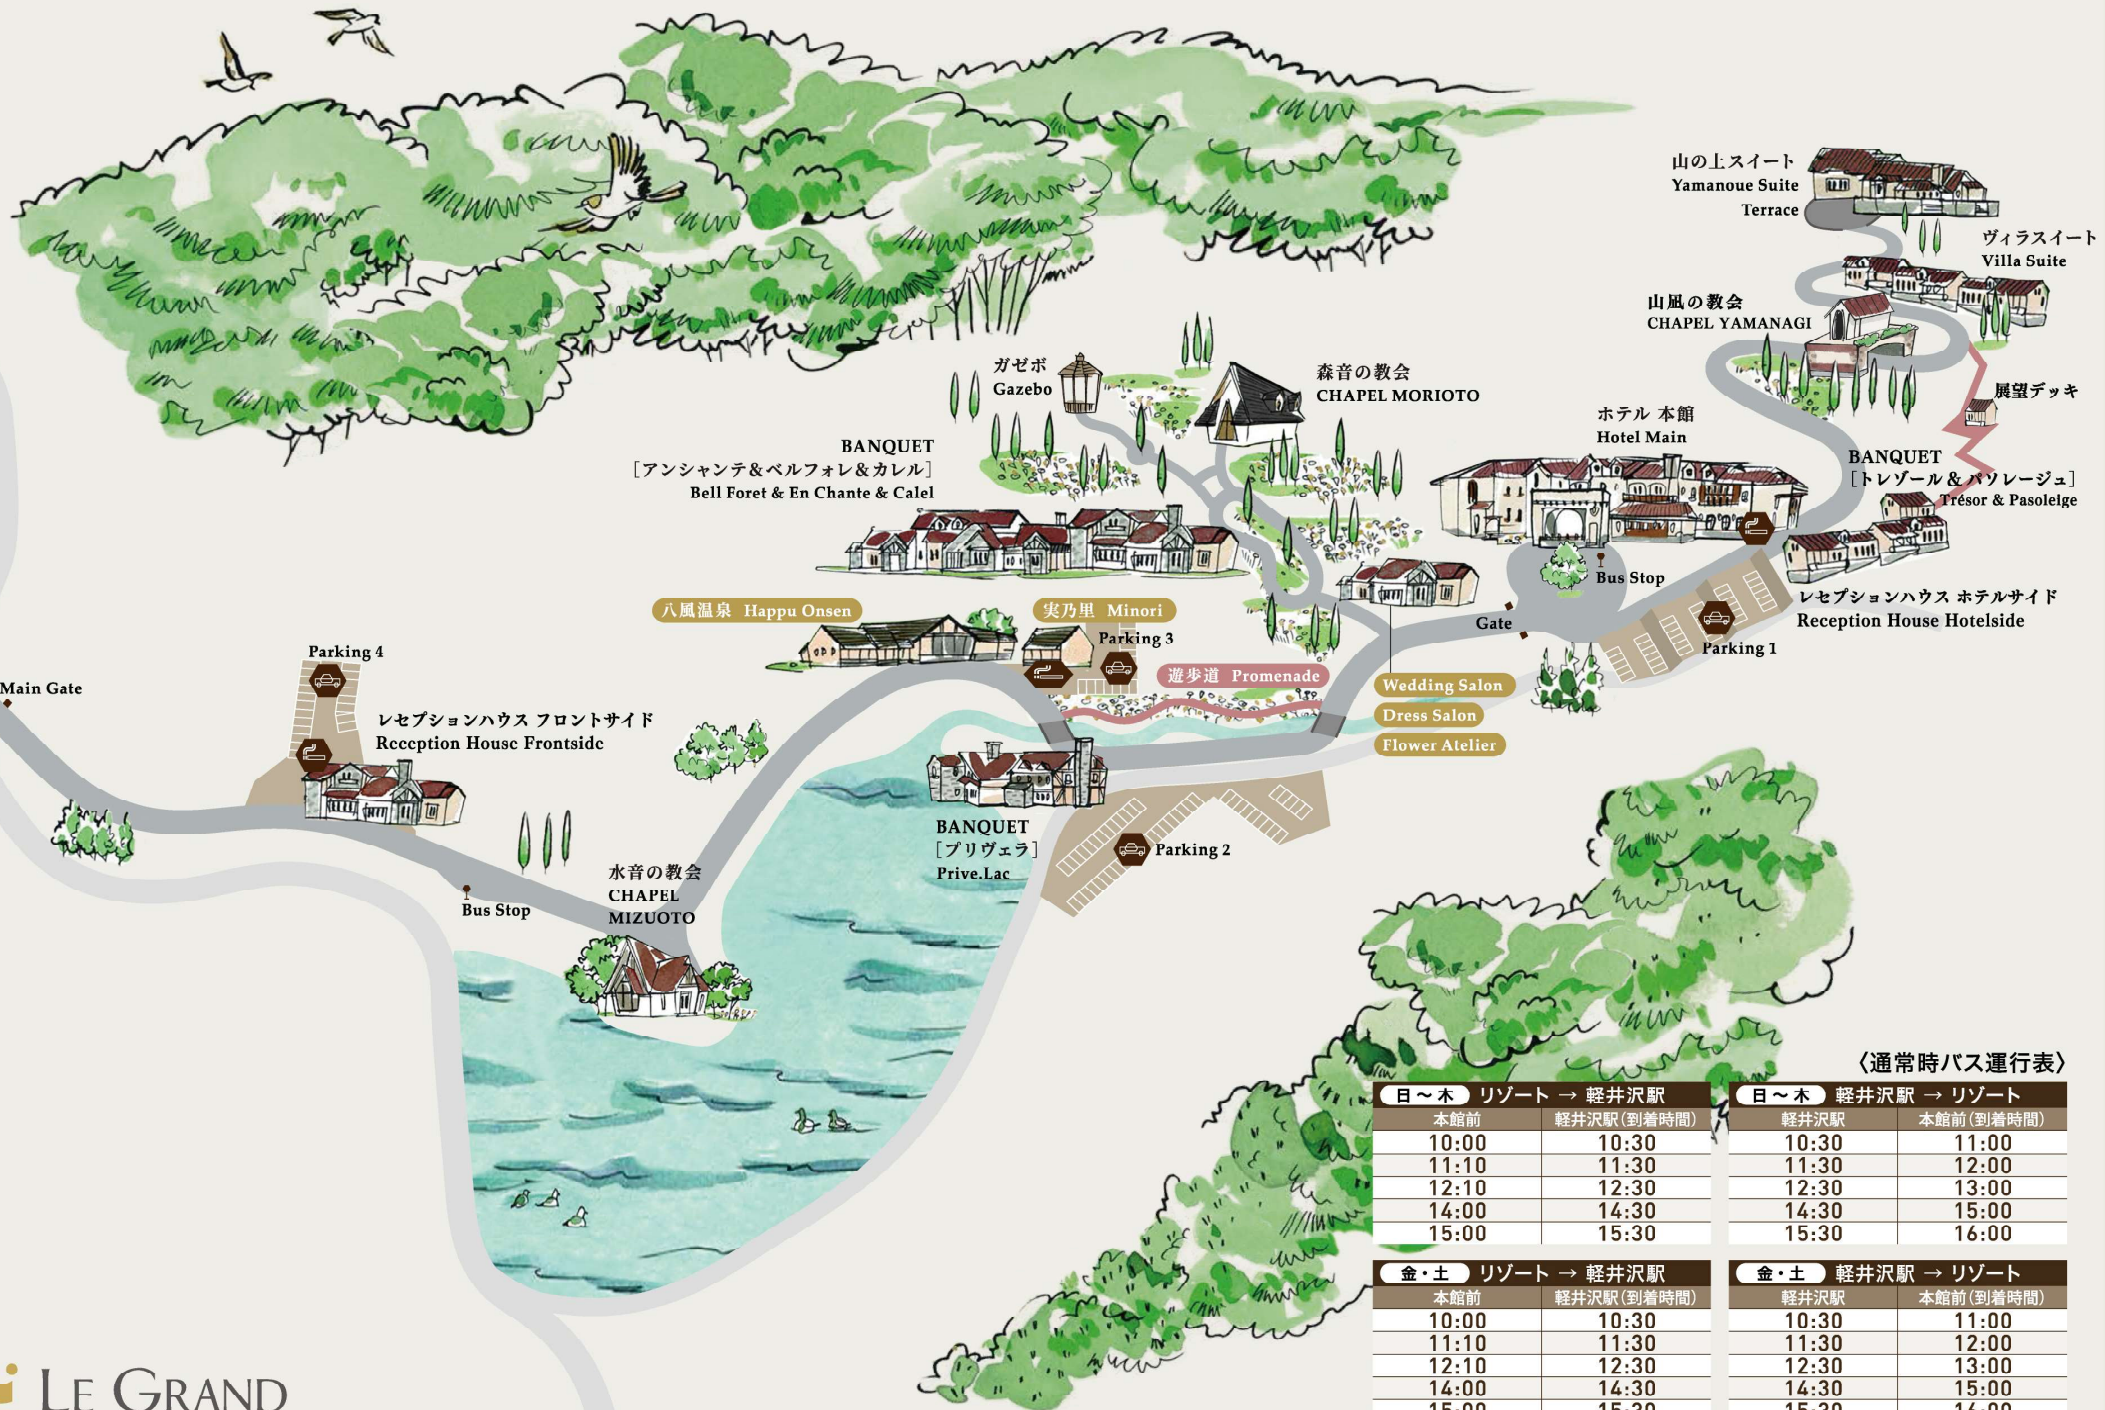 山の上スイート
Yamanoue Suite
Terrace
ヴィラスイート
Villa Suite
山凪の教会
CHAPEL YAMANAGI
展望デッキ
ガゼボ
Gazebo
森音の教会
CHAPEL MORIOTO
ホテル 本館
Hotel Main
BANQUET
[アンシャンテ&ベルフォレ&カレル]
Bell Foret & En Chante & Calel
BANQUET
[トレゾール&パソレージュ]
Trésor & Pasoleige
Bus Stop
レセプションハウス ホテルサイド
Reception House Hotelside
Gate
Parking 1
八風温泉 Happu Onsen
実乃里 Minori
Parking 3
遊歩道 Promenade
Wedding Salon
Dress Salon
Flower Atelier
Parking 4
Main Gate
レセプションハウス フロントサイド
Reception House Frontside
BANQUET
[プリヴェラ]
Prive.Lac
Parking 2
水音の教会
CHAPEL
MIZUOTO
Bus Stop
〈通常時バス運行表〉
日〜木 リゾート → 軽井沢駅
本館前 軽井沢駅(到着時間)
10:00 10:30
11:10 11:30
12:10 12:30
14:00 14:30
15:00 15:30
日〜木 軽井沢駅 → リゾート
軽井沢駅 本館前(到着時間)
10:30 11:00
11:30 12:00
12:30 13:00
14:30 15:00
15:30 16:00
金・土 リゾート → 軽井沢駅
本館前 軽井沢駅(到着時間)
10:00 10:30
11:10 11:30
12:10 12:30
14:00 14:30
15:00 15:30
金・土 軽井沢駅 → リゾート
軽井沢駅 本館前(到着時間)
10:30 11:00
11:30 12:00
12:30 13:00
14:30 15:00
15:30 16:00
LE GRAND